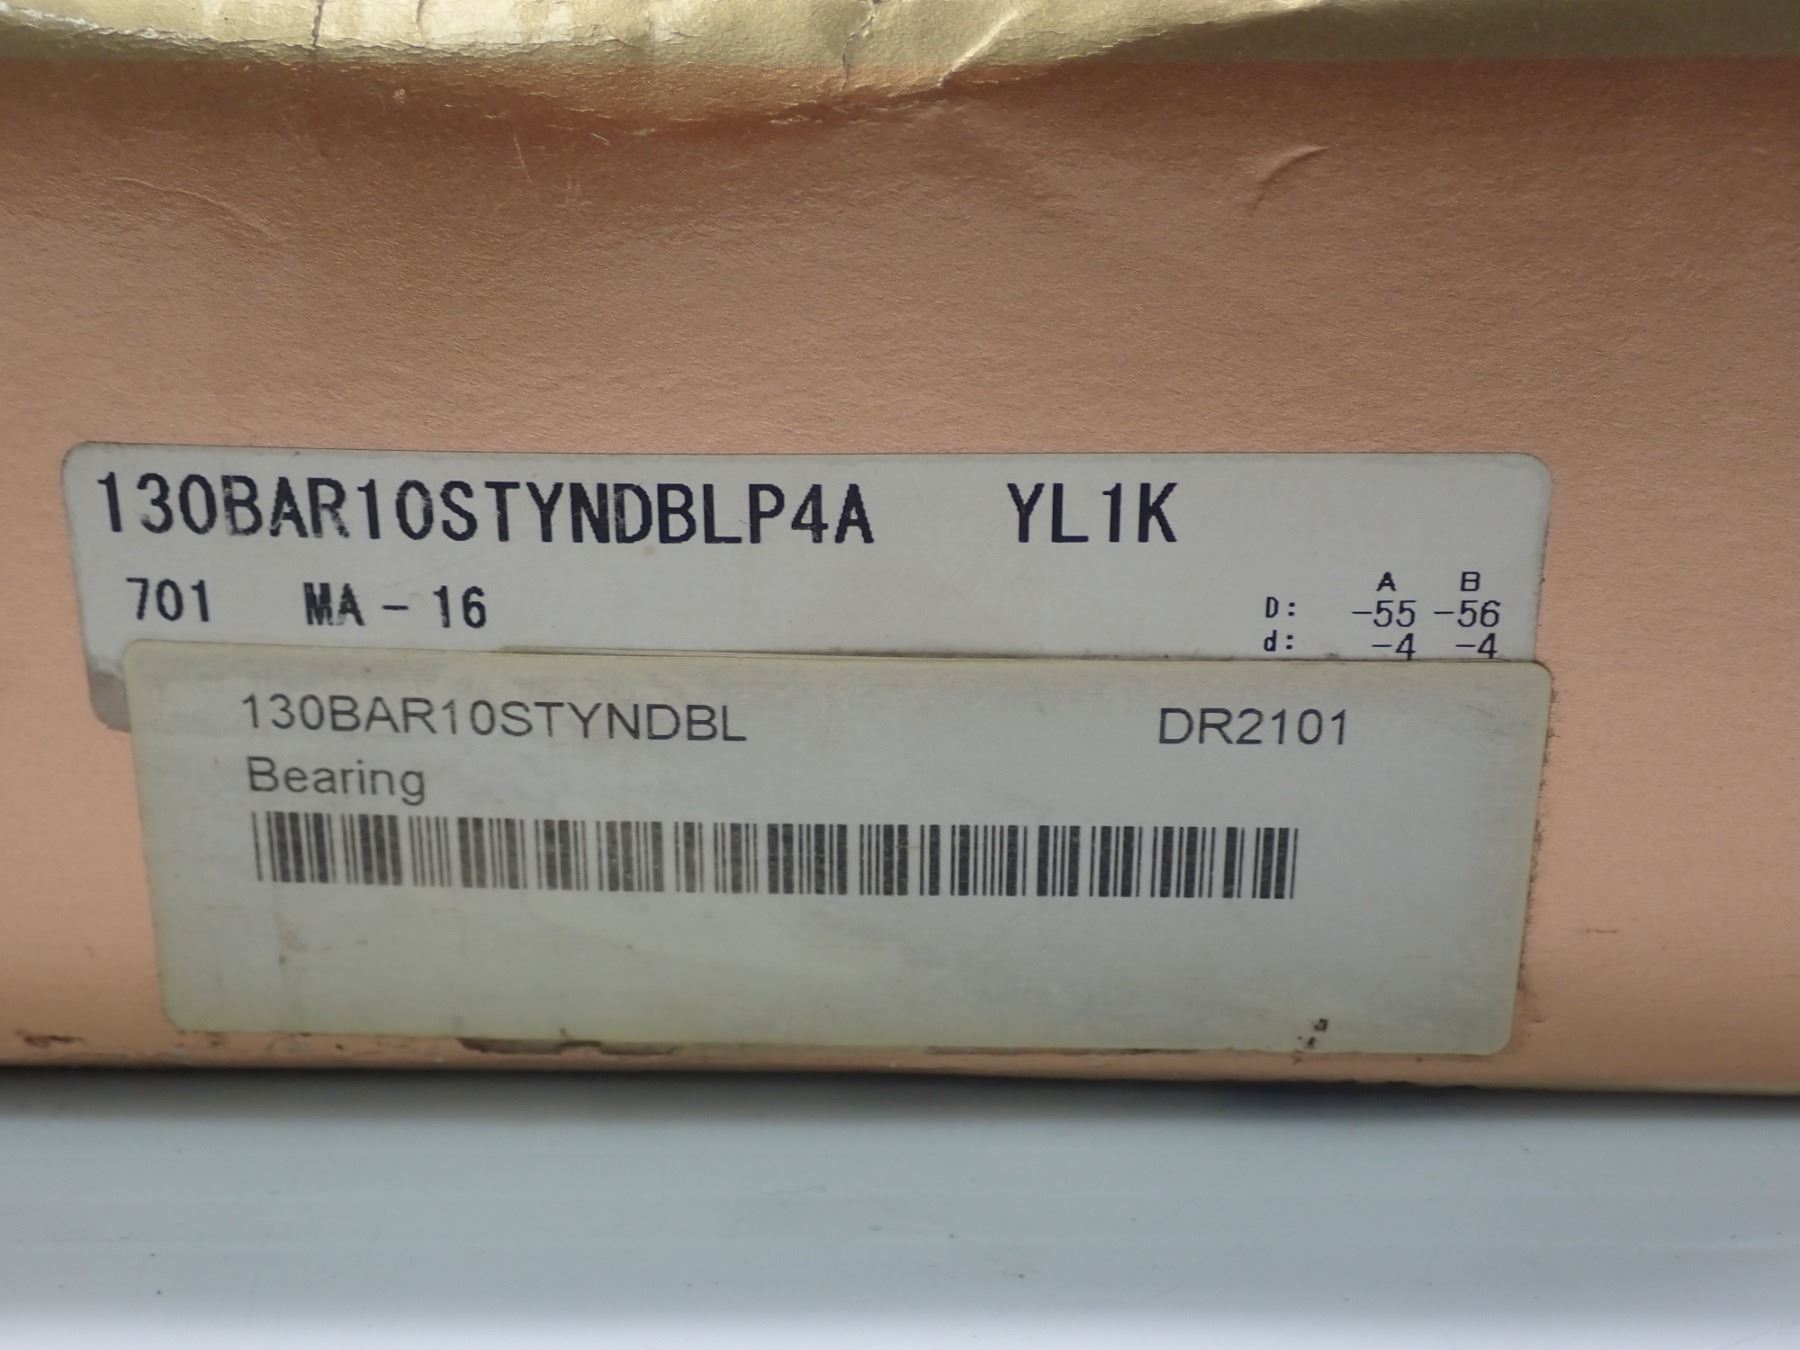 130BAR10STYNDBLP4A YL1K
701 MA-16
A B
D: -55 -56
d: -4 -4
130BAR10STYNDBL DR2101
Bearing